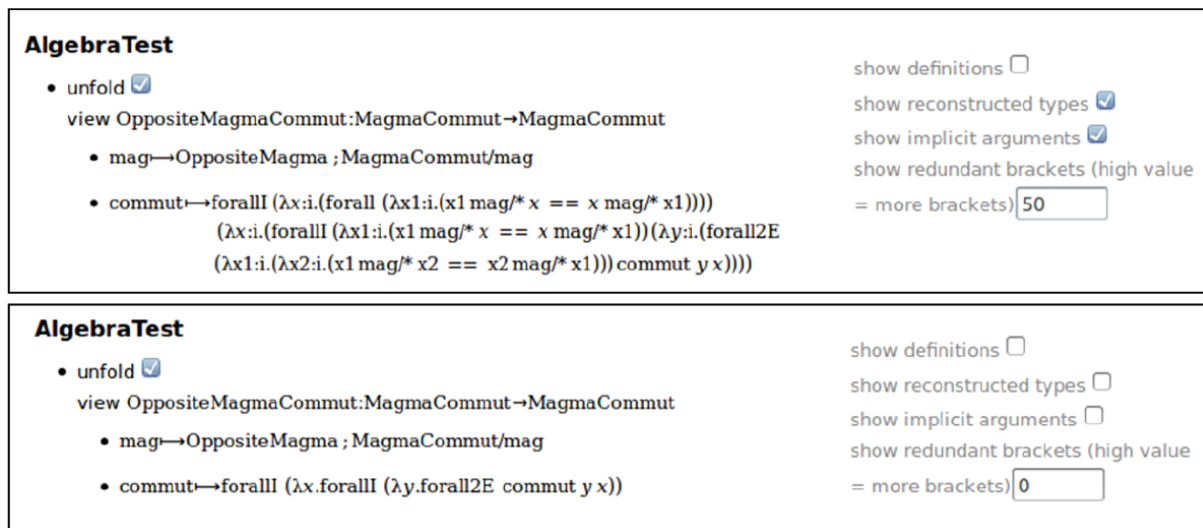 AlgebraTest
• unfold
view OppositeMagmaCommut:MagmaCommut→MagmaCommut
• mag⟼OppositeMagma ; MagmaCommut/mag
• commut⟼forallI (λx:i.(forall (λx1:i.(x1 mag/* x == x mag/* x1))))
(λx:i.(forallI (λx1:i.(x1 mag/* x == x mag/* x1))(λy:i.(forall2E
(λx1:i.(λx2:i.(x1 mag/* x2 == x2 mag/* x1))) commut y x))))
show definitions
show reconstructed types
show implicit arguments
show redundant brackets (high value
= more brackets) 50
AlgebraTest
• unfold
view OppositeMagmaCommut:MagmaCommut→MagmaCommut
• mag⟼OppositeMagma ; MagmaCommut/mag
• commut⟼forallI (λx.forallI (λy.forall2E commut y x))
show definitions
show reconstructed types
show implicit arguments
show redundant brackets (high value
= more brackets) 0